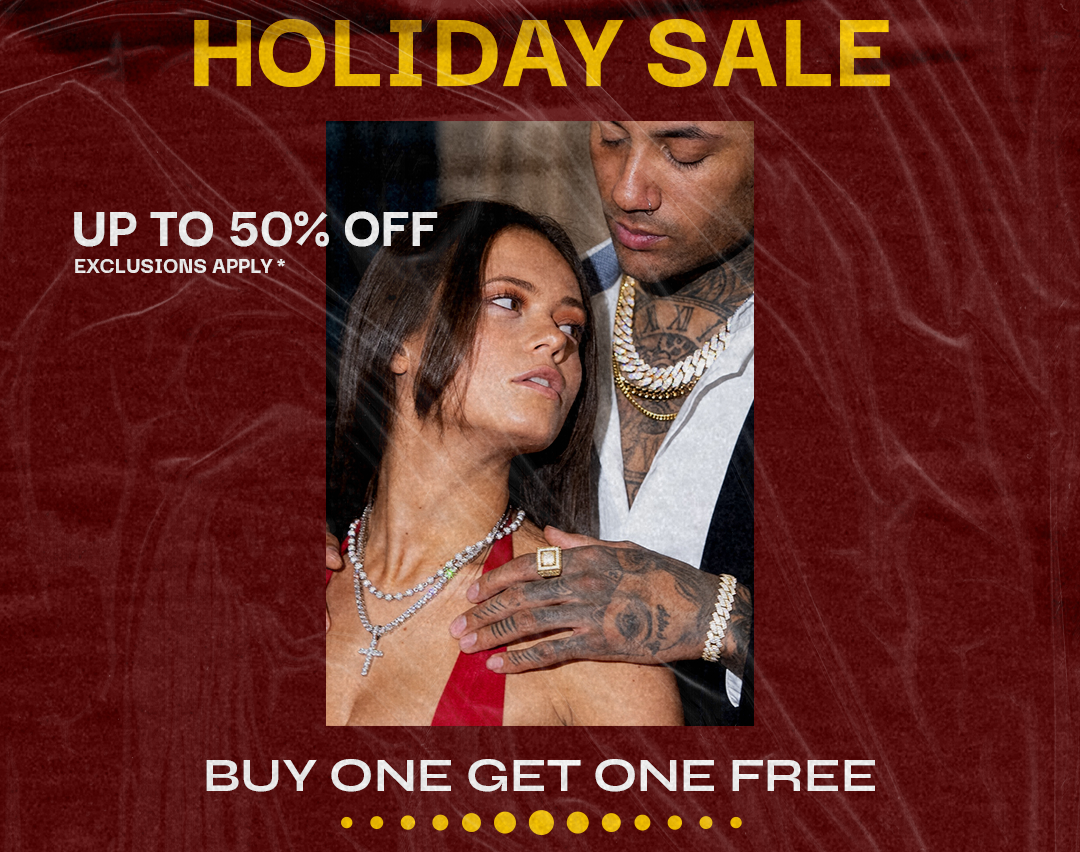 HOLIDAY SALE
UP TO 50% OFF
EXCLUSIONS APPLY *
BUY ONE GET ONE FREE